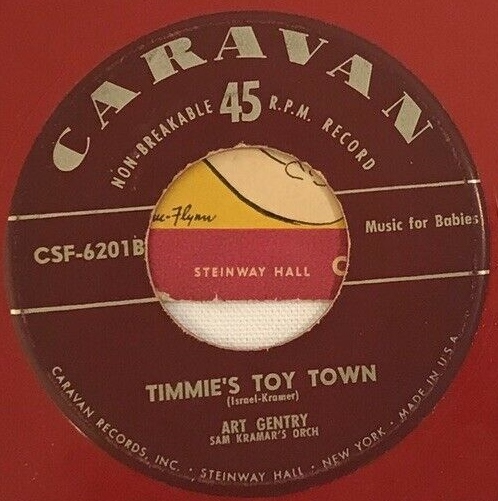 CARAVAN
NON-BREAKABLE 45 R.P.M. RECORD
Music for Babies
CSF-6201B
STEINWAY HALL
TIMMIE'S TOY TOWN
(Israel-Kramer)
ART GENTRY
SAM KRAMAR'S ORCH
CARAVAN RECORDS, INC. · STEINWAY HALL · NEW YORK · MADE IN U.S.A.